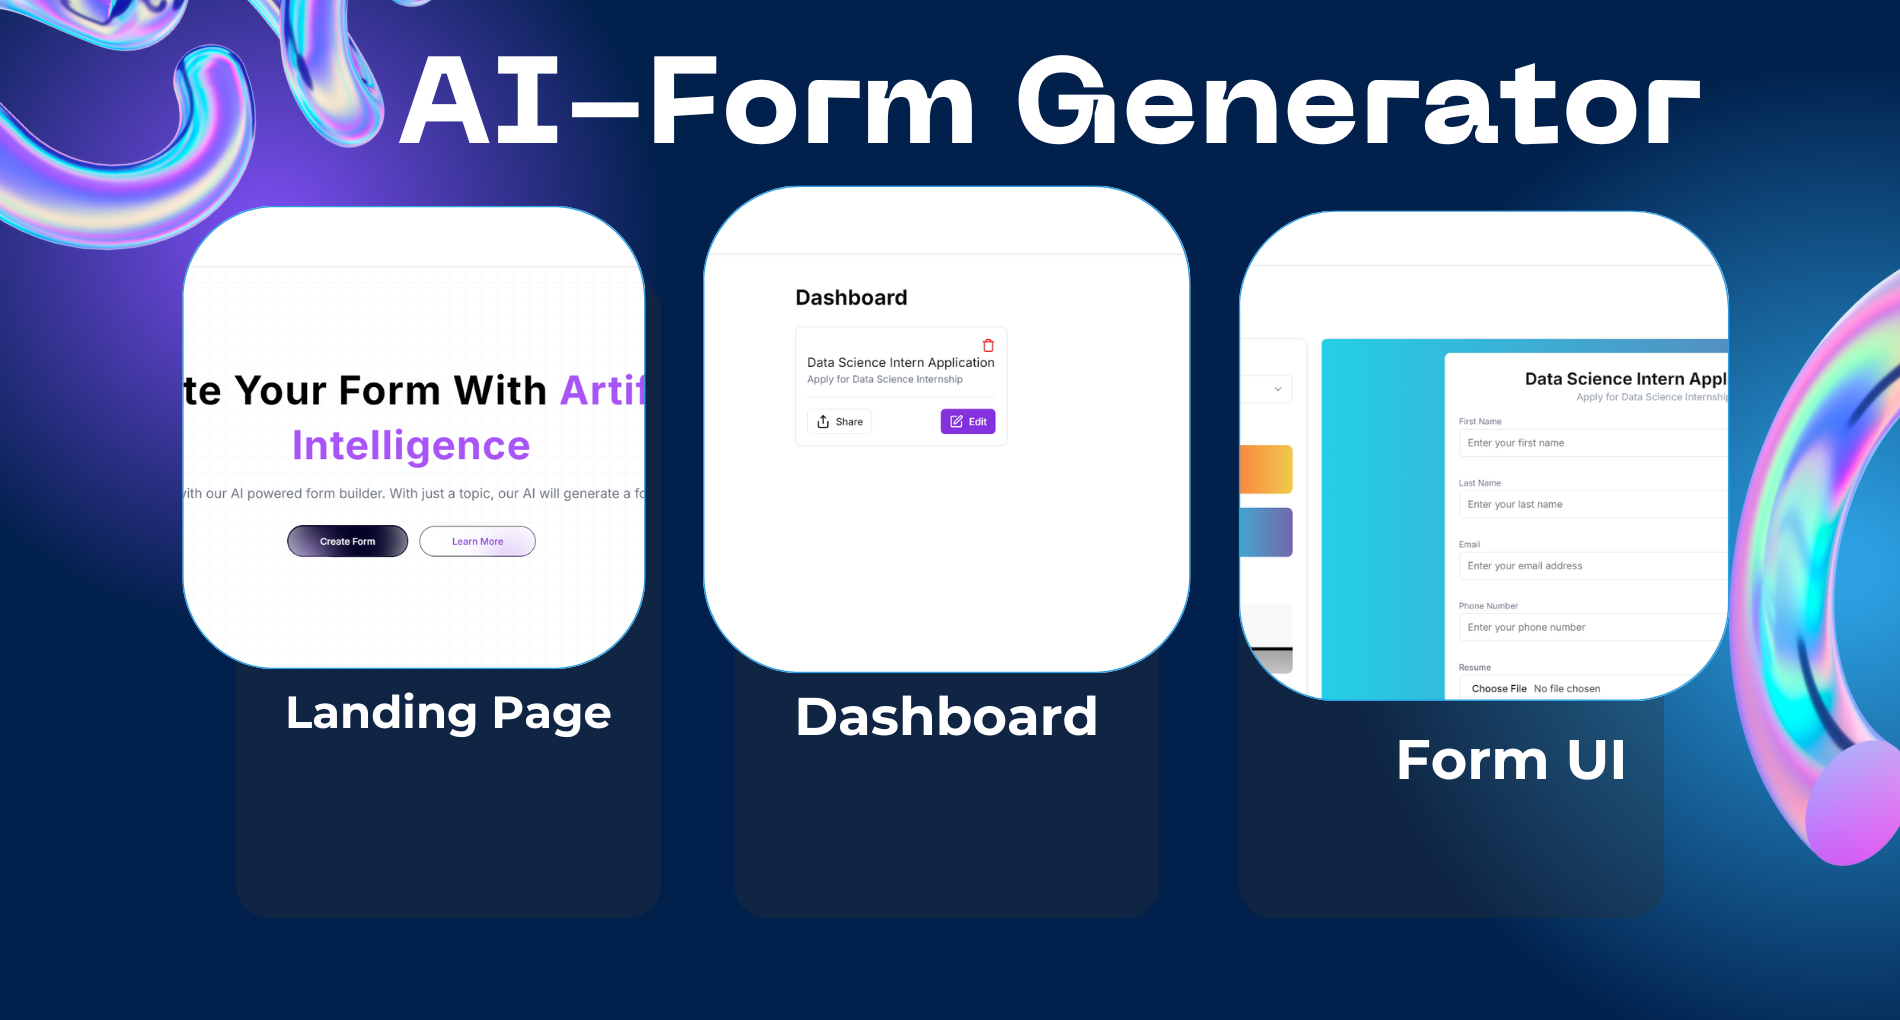 AI-Form Generator
te Your Form With Artif
Intelligence
with our AI powered form builder. With just a topic, our AI will generate a fo
Create Form
Learn More
Landing Page
Dashboard
Data Science Intern Application
Apply for Data Science Internship
Share
Edit
Dashboard
Data Science Intern Appl
Apply for Data Science Internship
First Name
Enter your first name
Last Name
Enter your last name
Email
Enter your email address
Phone Number
Enter your phone number
Resume
Choose File No file chosen
Form UI